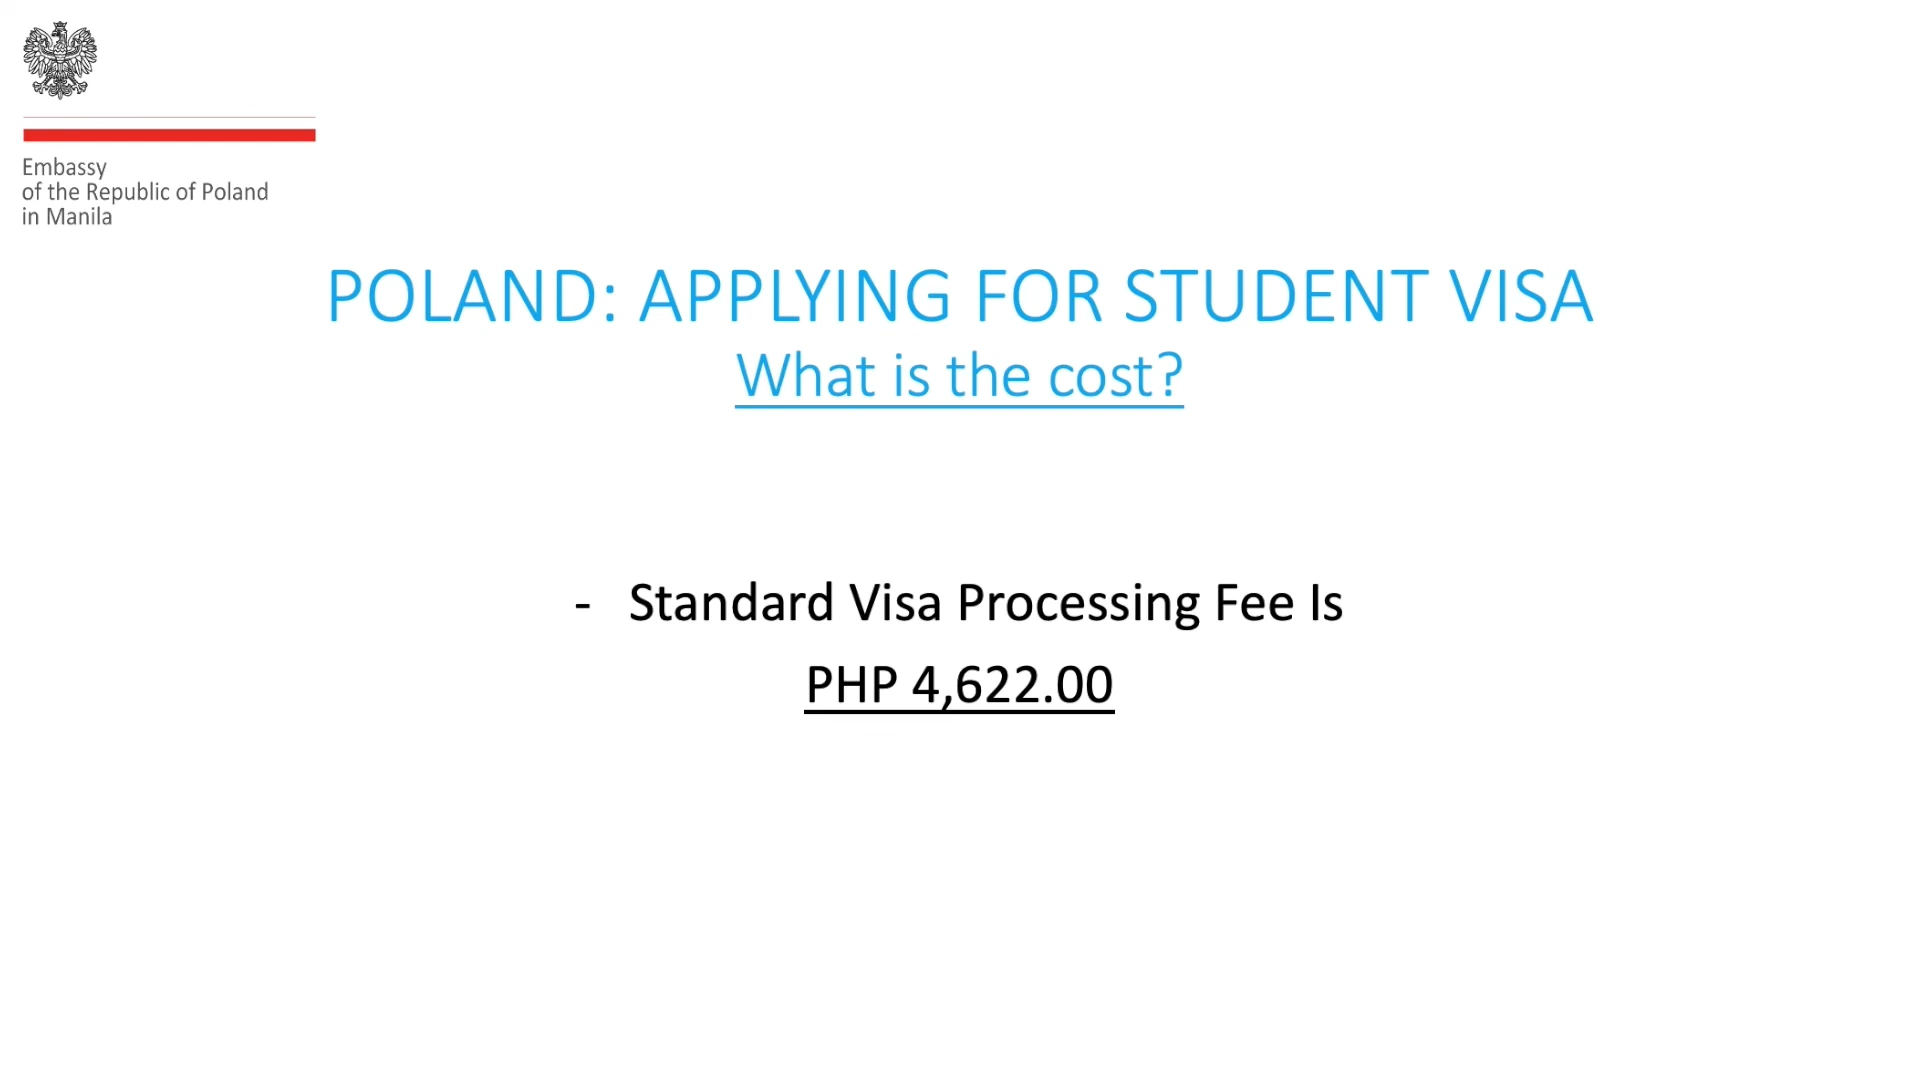 Embassy
of the Republic of Poland
in Manila
POLAND: APPLYING FOR STUDENT VISA
What is the cost?
- Standard Visa Processing Fee Is
PHP 4,622.00